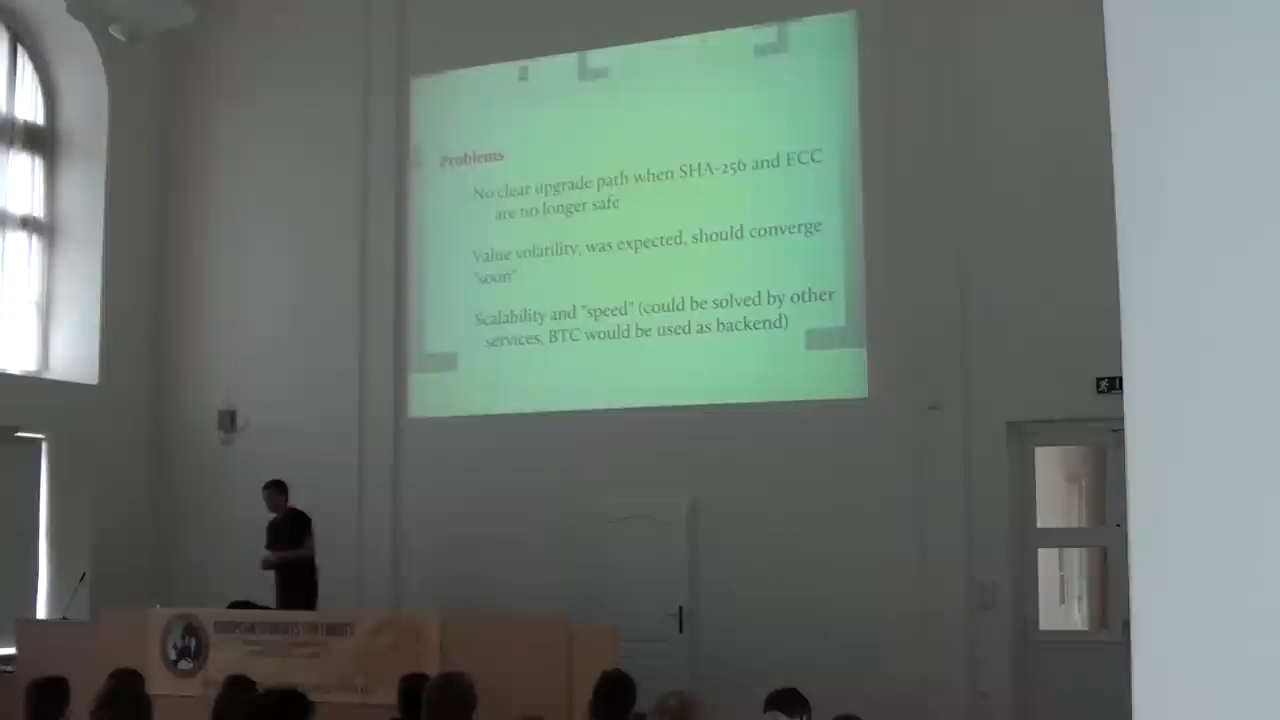 Problems
No clear upgrade path when SHA-256 and ECC
are no longer safe
Value volatility, was expected, should converge
"soon"
Scalability and "speed" (could be solved by other
services, BTC would be used as backend)
EUROPEAN STUDENTS FOR LIBERTY